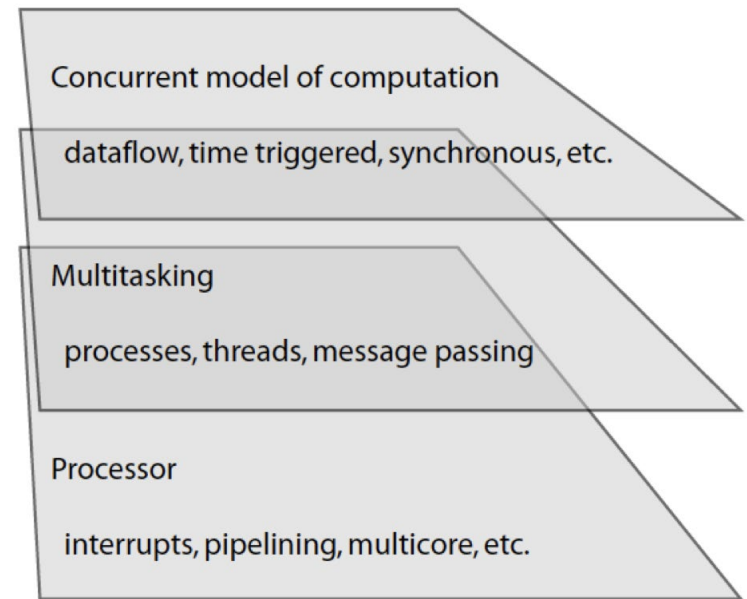 Concurrent model of computation
dataflow, time triggered, synchronous, etc.
Multitasking
processes, threads, message passing
Processor
interrupts, pipelining, multicore, etc.